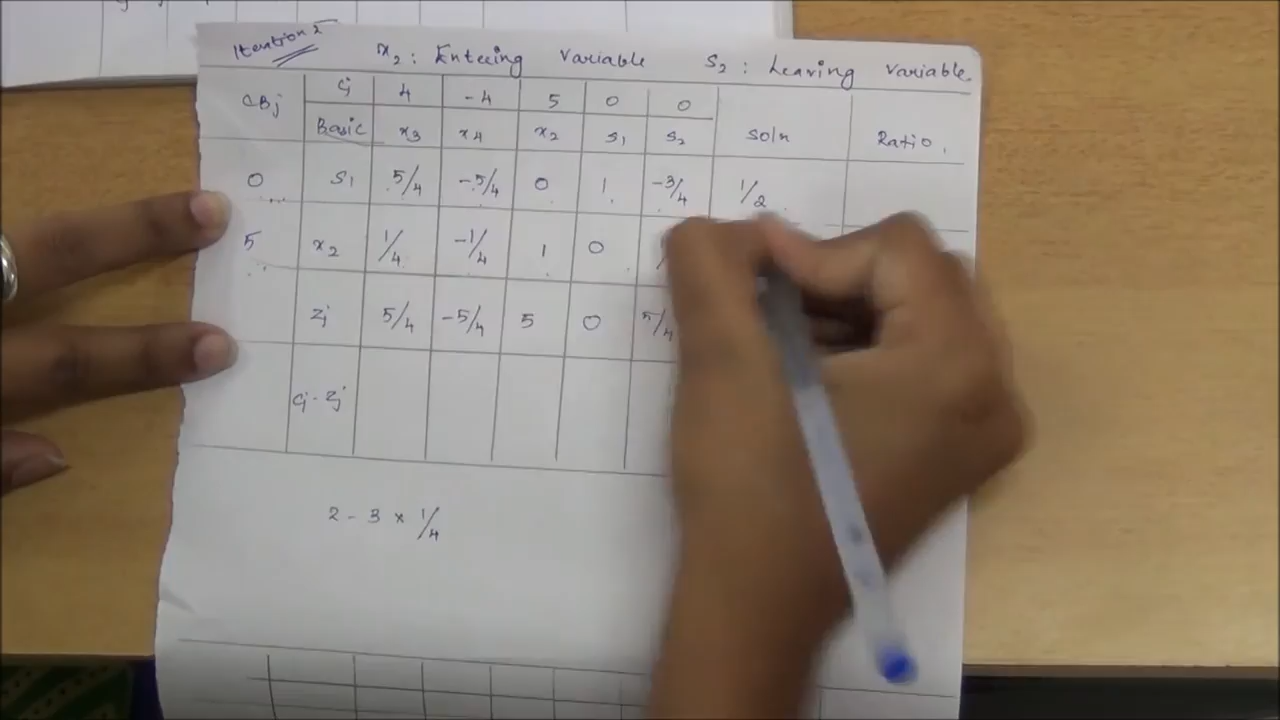 Iteration 2
x2 : Entering Variable S2 : Leaving Variable
CBj Cj 4 -4 5 0 0 Soln Ratio
Basic x3 x4 x2 S1 S2
0 S1 5/4 -5/4 0 1 -3/4 1/2
5 x2 1/4 -1/4 1 0
Zj 5/4 -5/4 5 0 5/4
Cj - Zj
2 - 3 × 1/4